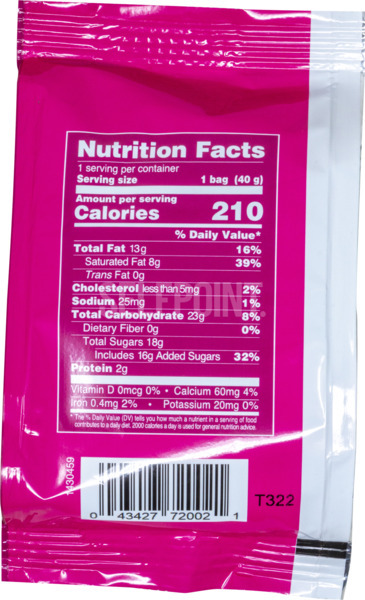 Nutrition Facts
1 serving per container
Serving size 1 bag (40 g)
Amount per serving
Calories 210
% Daily Value*
Total Fat 13g 16%
Saturated Fat 8g 39%
Trans Fat 0g
Cholesterol less than 5mg 2%
Sodium 25mg 1%
Total Carbohydrate 23g 8%
Dietary Fiber 0g 0%
Total Sugars 18g
Includes 16g Added Sugars 32%
Protein 2g
Vitamin D 0mcg 0% • Calcium 60mg 4%
Iron 0.4mg 2% • Potassium 20mg 0%
* The % Daily Value (DV) tells you how much a nutrient in a serving of food
contributes to a daily diet. 2000 calories a day is used for general nutrition advice.
T322
0 43427 72002 1